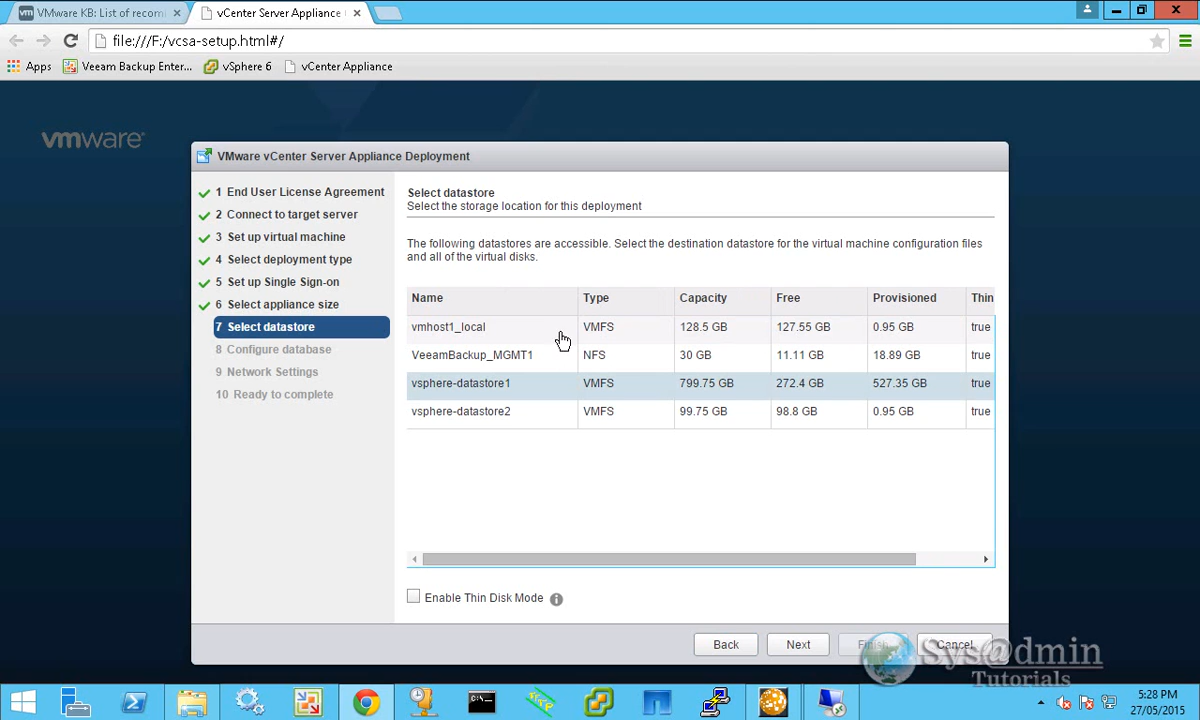 VMware KB: List of recom
vCenter Server Appliance
file:///F:/vcsa-setup.html#/
Apps
Veeam Backup Enter...
vSphere 6
vCenter Appliance
vmware
VMware vCenter Server Appliance Deployment
1 End User License Agreement
2 Connect to target server
3 Set up virtual machine
4 Select deployment type
5 Set up Single Sign-on
6 Select appliance size
7 Select datastore
8 Configure database
9 Network Settings
10 Ready to complete
Select datastore
Select the storage location for this deployment
The following datastores are accessible. Select the destination datastore for the virtual machine configuration files
and all of the virtual disks.
Name Type Capacity Free Provisioned Thin
vmhost1_local VMFS 128.5 GB 127.55 GB 0.95 GB true
VeeamBackup_MGMT1 NFS 30 GB 11.11 GB 18.89 GB true
vsphere-datastore1 VMFS 799.75 GB 272.4 GB 527.35 GB true
vsphere-datastore2 VMFS 99.75 GB 98.8 GB 0.95 GB true
Enable Thin Disk Mode
Back Next Finish Cancel
Sys@dmin
Tutorials
5:28 PM
27/05/2015